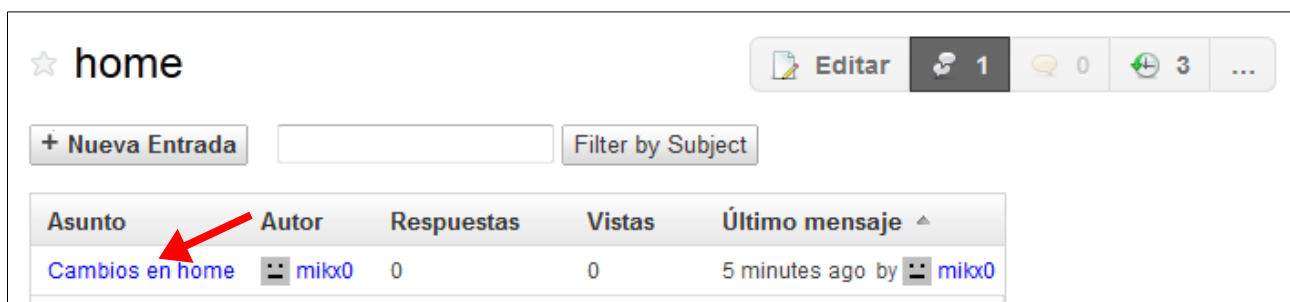 home
Editar 1 0 3 ...
+ Nueva Entrada Filter by Subject
Asunto Autor Respuestas Vistas Último mensaje
Cambios en home mikx0 0 0 5 minutes ago by mikx0